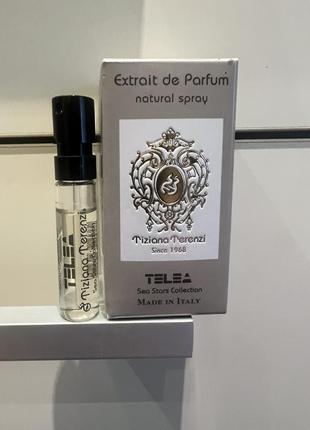 Extrait de Parfum
natural spray
Tiziana Terenzi
Since 1968
TELEA
Sea Stars Collection
MADE IN ITALY
Tiziana Terenzi
TELEA